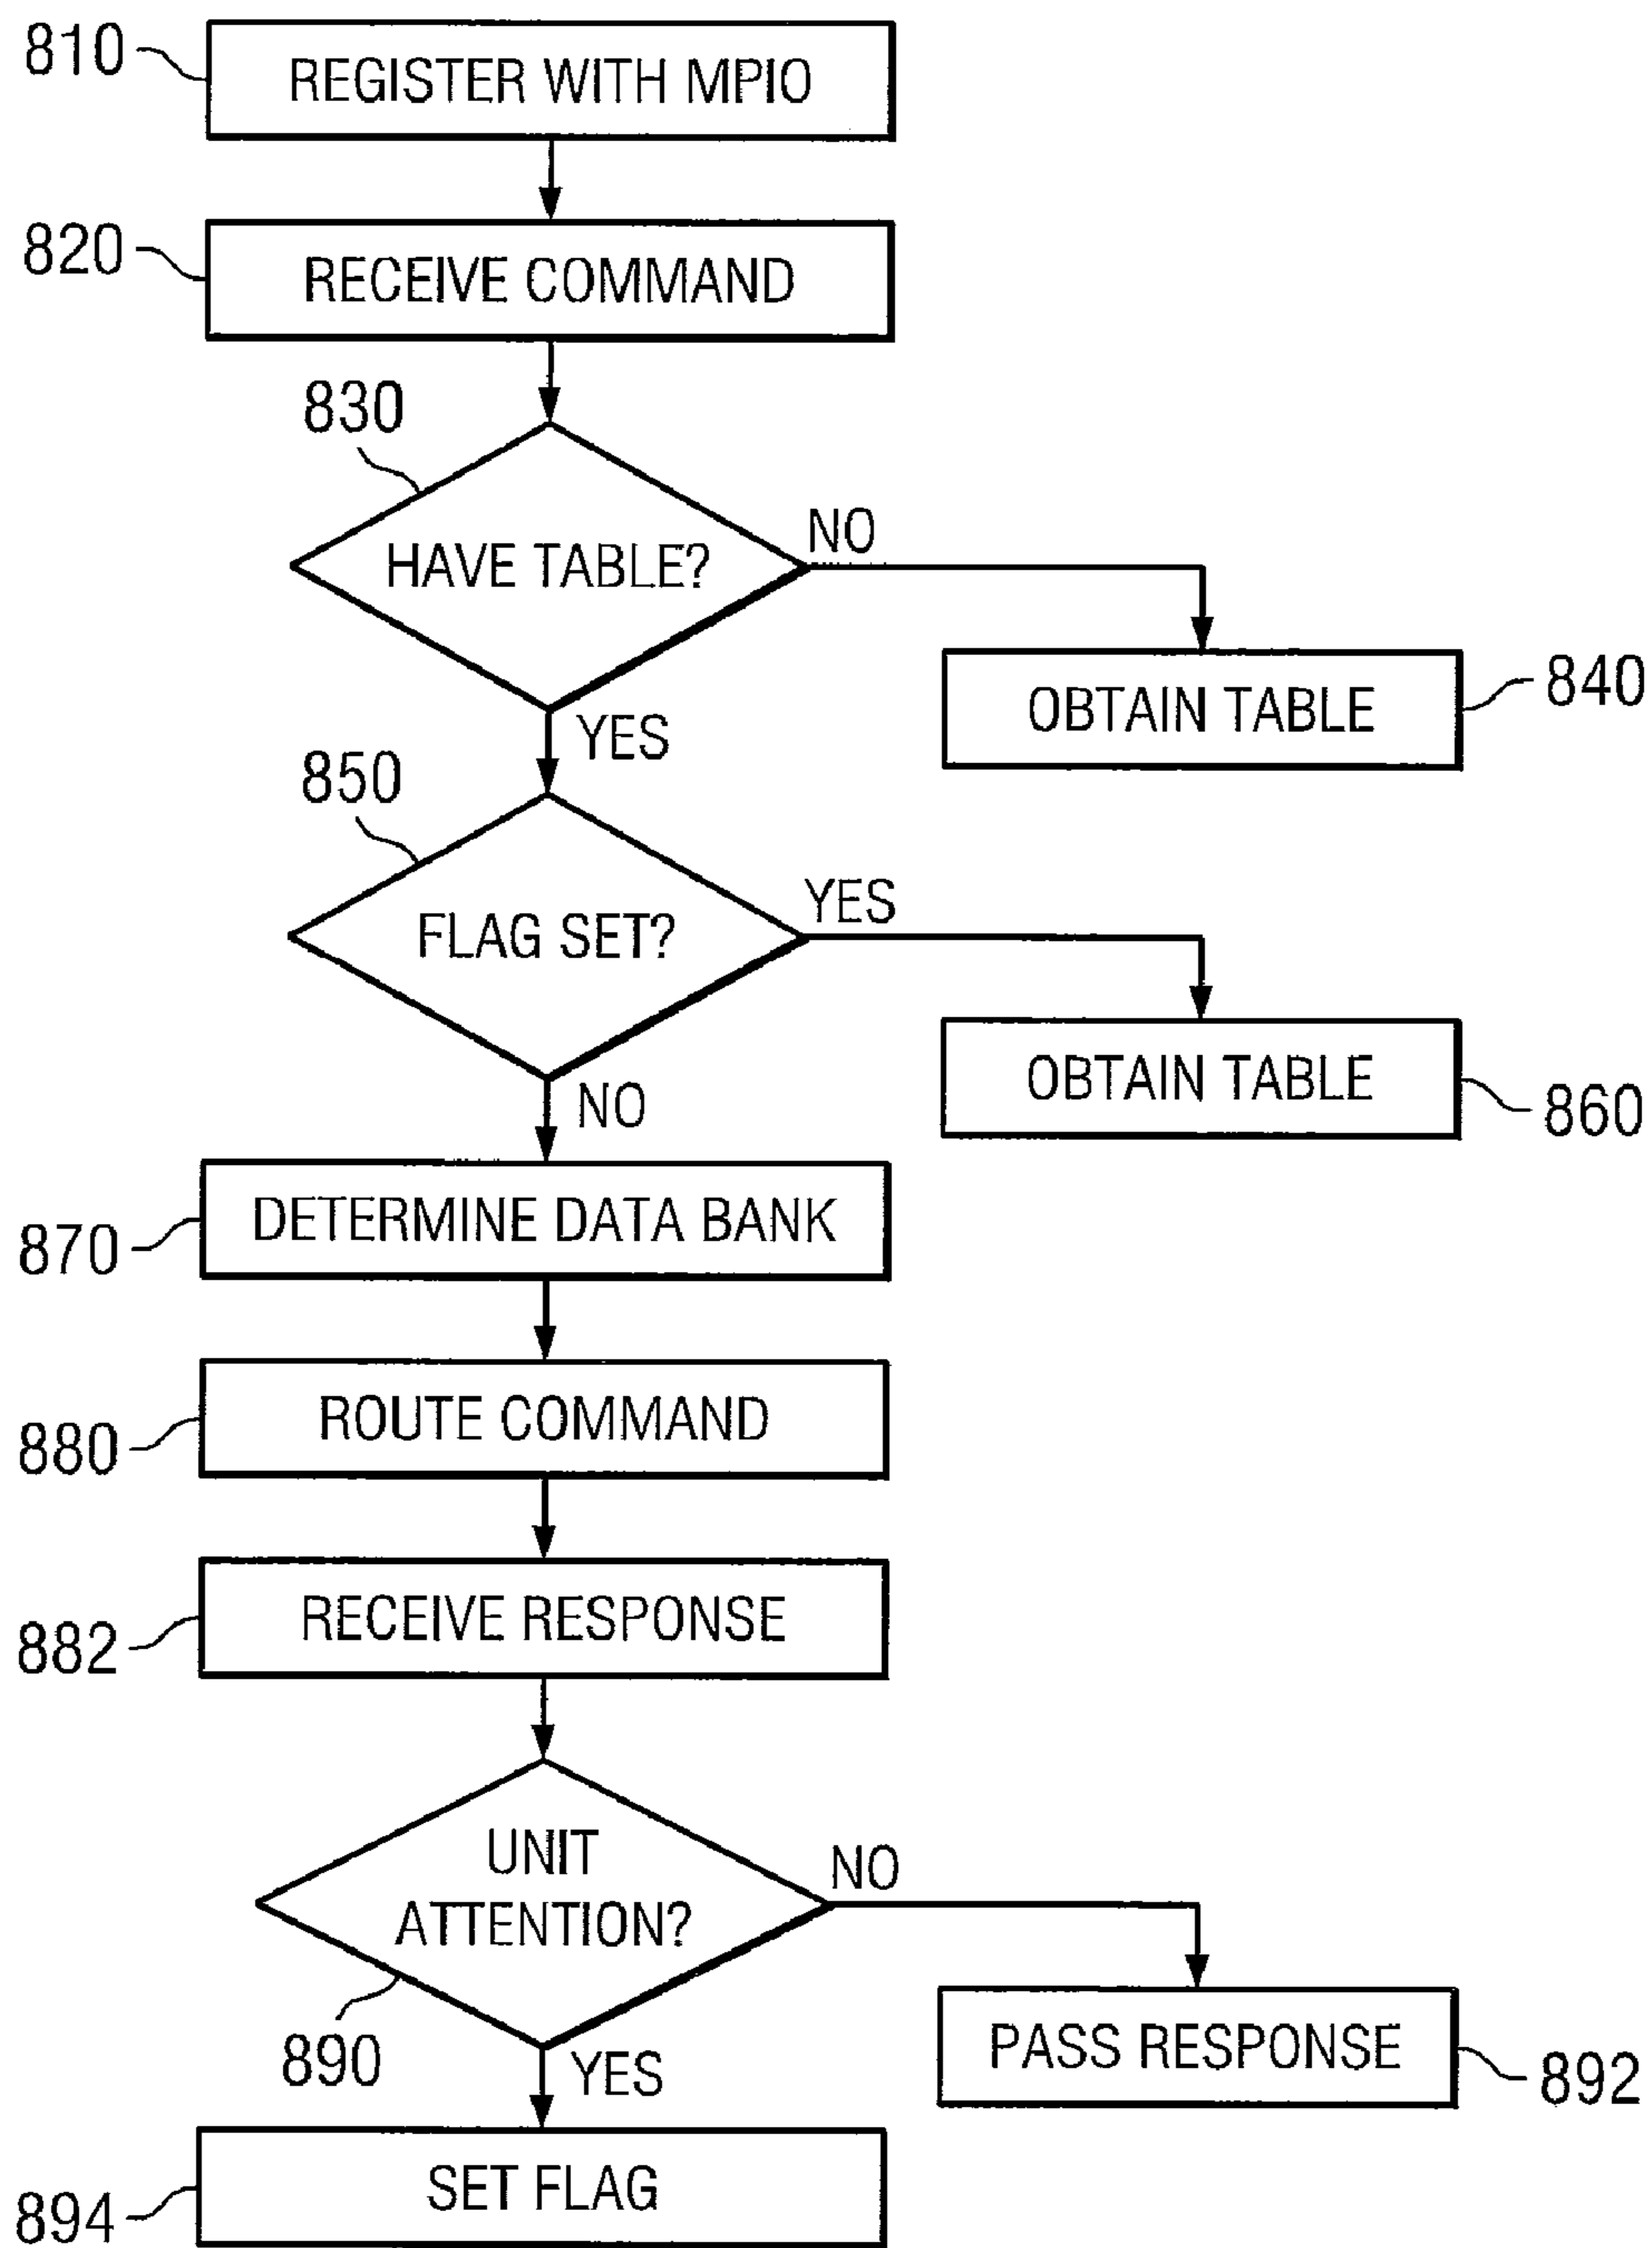 810
REGISTER WITH MPIO
820
RECEIVE COMMAND
830
HAVE TABLE?
NO
840
OBTAIN TABLE
YES
850
FLAG SET?
YES
OBTAIN TABLE
860
NO
870
DETERMINE DATA BANK
880
ROUTE COMMAND
882
RECEIVE RESPONSE
UNIT
ATTENTION?
NO
890
YES
PASS RESPONSE
892
894
SET FLAG